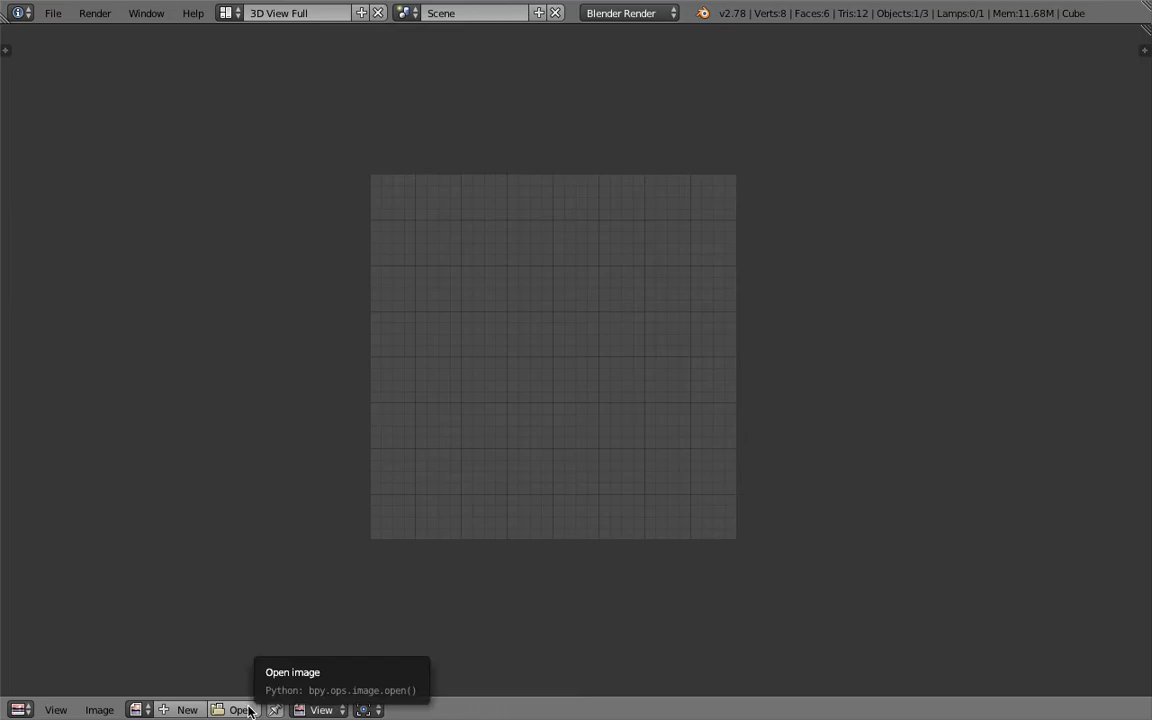 File Render Window Help 3D View Full Scene Blender Render v2.78 | Verts:8 | Faces:6 | Tris:12 | Objects:1/3 | Lamps:0/1 | Mem:11.68M | Cube
Open image
Python: bpy.ops.image.open()
View Image New Open View